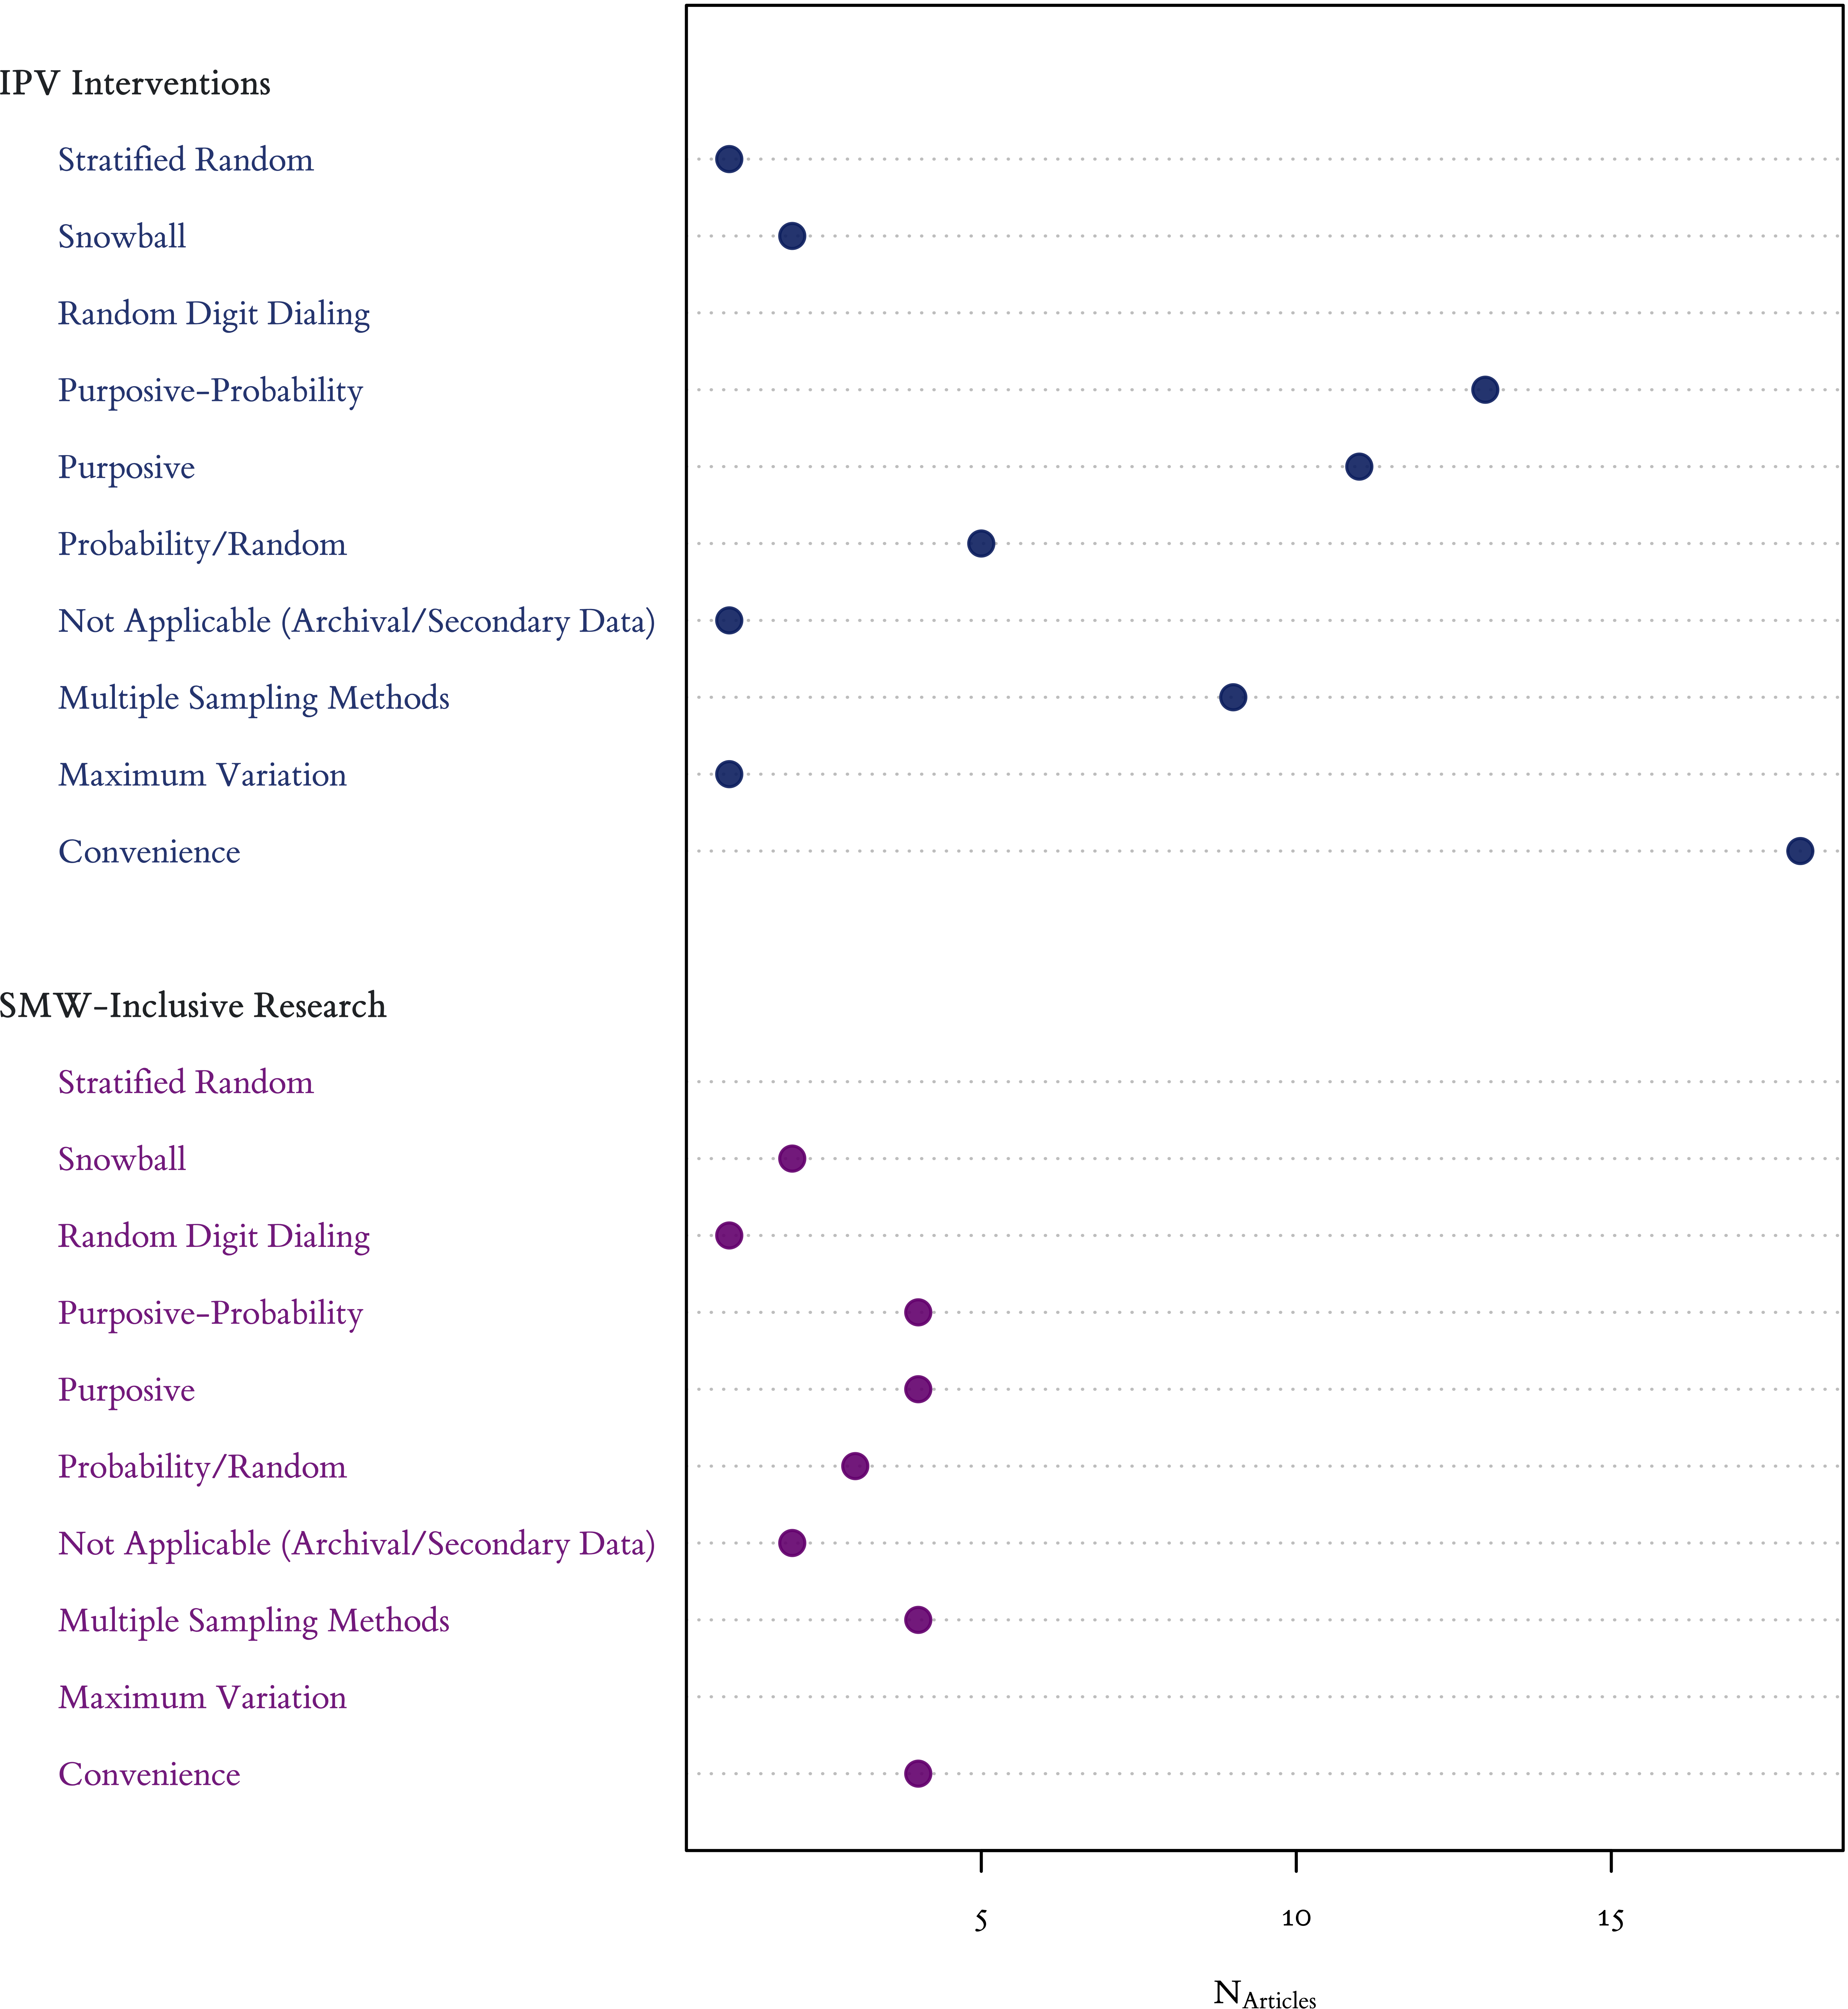 IPV Interventions
Stratified Random
Snowball
Random Digit Dialing
Purposive-Probability
Purposive
Probability/Random
Not Applicable (Archival/Secondary Data)
Multiple Sampling Methods
Maximum Variation
Convenience
SMW-Inclusive Research
Stratified Random
Snowball
Random Digit Dialing
Purposive-Probability
Purposive
Probability/Random
Not Applicable (Archival/Secondary Data)
Multiple Sampling Methods
Maximum Variation
Convenience
5 10 15
NArticles